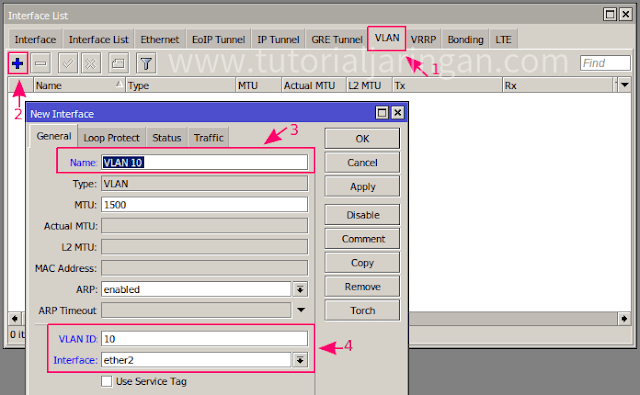 Interface List
Interface Interface List Ethernet EoIP Tunnel IP Tunnel GRE Tunnel VLAN VRRP Bonding LTE
www.tutorialjaringan.com
Find
1
2
Name Type MTU Actual MTU L2 MTU Tx Rx
New Interface
General Loop Protect Status Traffic
3
Name: VLAN 10
Type: VLAN
MTU: 1500
Actual MTU:
L2 MTU:
MAC Address:
ARP: enabled
ARP Timeout
VLAN ID: 10
Interface: ether2
4
Use Service Tag
OK
Cancel
Apply
Disable
Comment
Copy
Remove
Torch
0 it